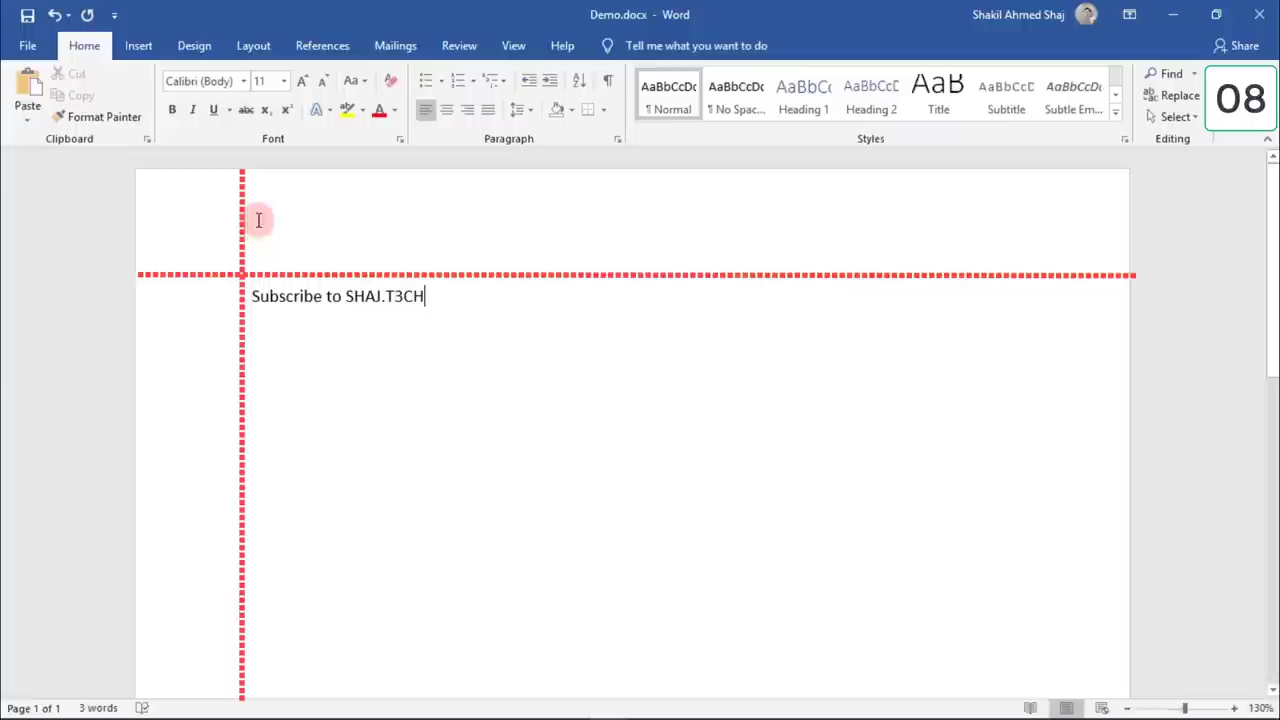 Demo.docx - Word
Shakil Ahmed Shaj
File Home Insert Design Layout References Mailings Review View Help Tell me what you want to do Share
Paste
Cut
Copy
Format Painter
Clipboard
Calibri (Body) 11
Font
Paragraph
AaBbCcDc AaBbCcDc AaBbCc AaBbCcD AaB AaBbCcD AaBbCcDc
¶ Normal ¶ No Spac... Heading 1 Heading 2 Title Subtitle Subtle Em...
Styles
Find
Replace
Select
Editing
08
Subscribe to SHAJ.T3CH
Page 1 of 1 3 words 130%